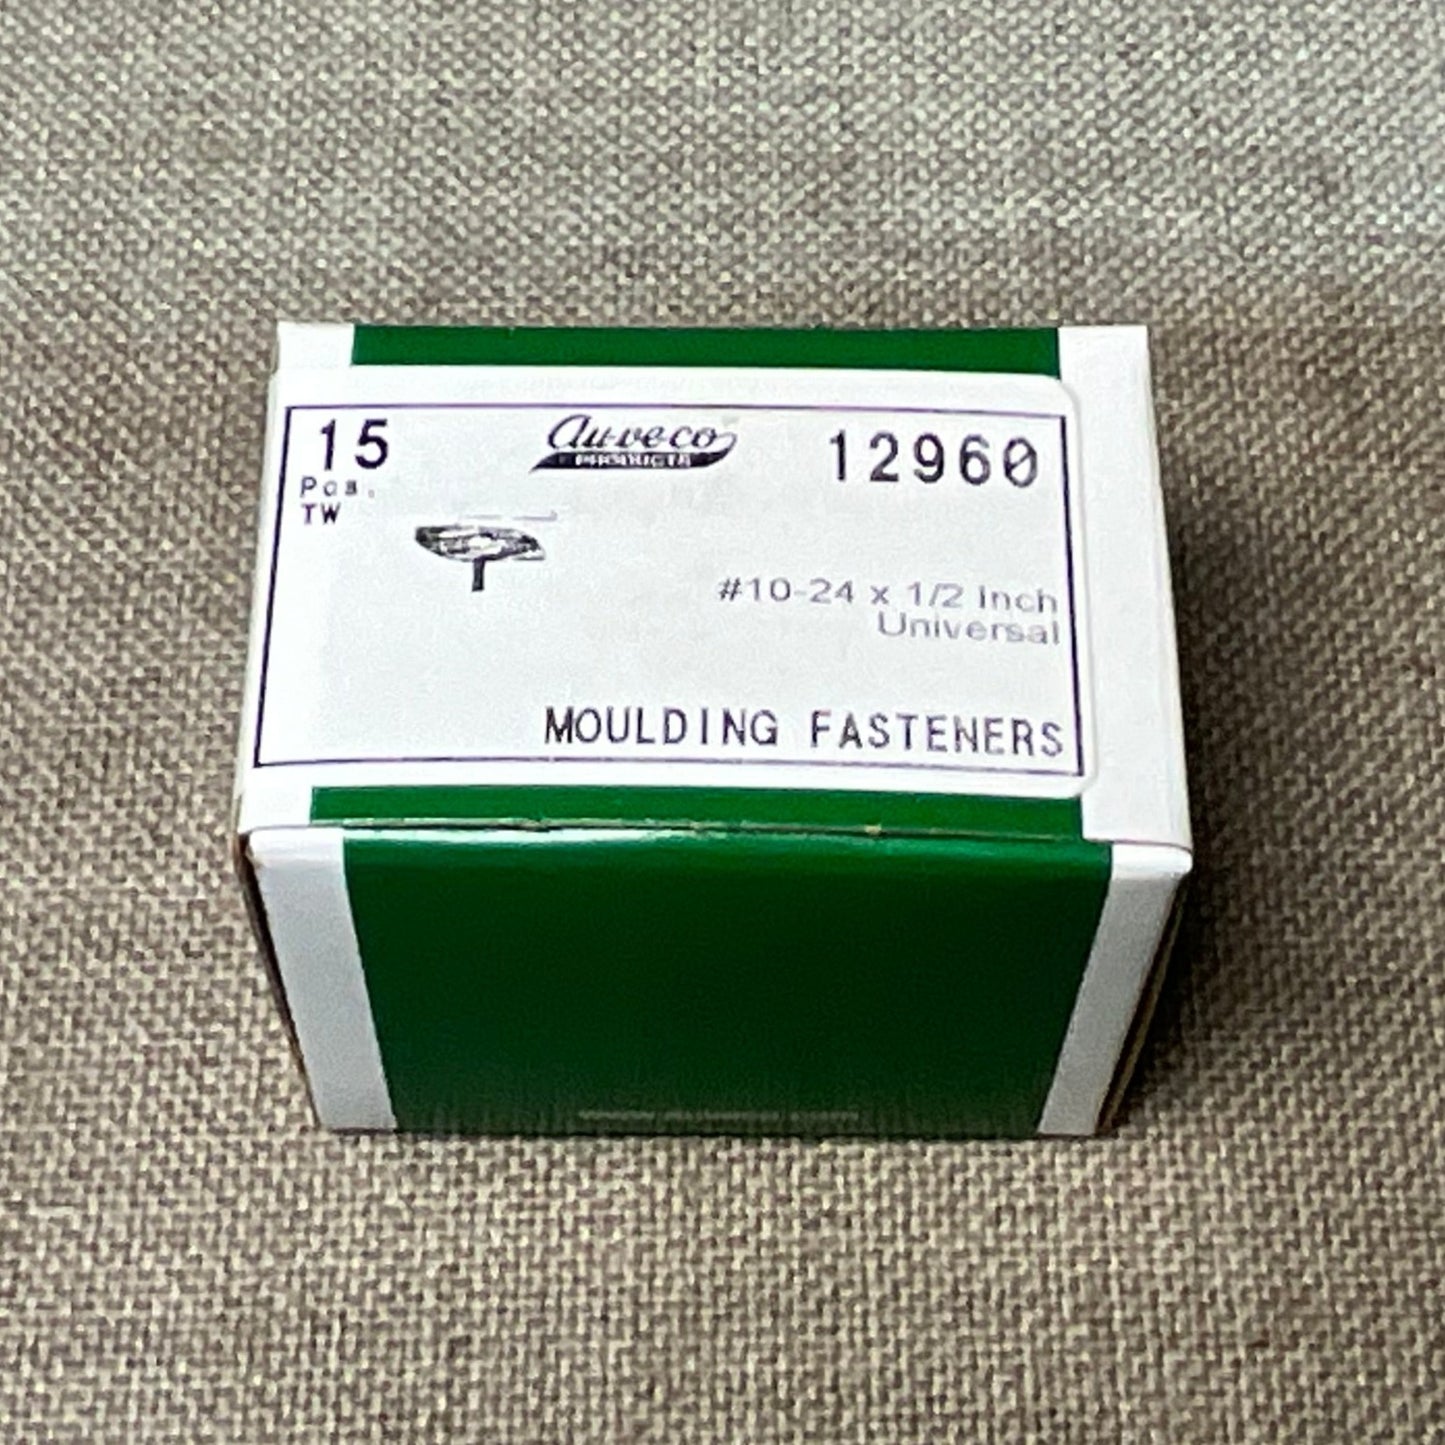 15
Pcs.
TW
Au-ve-co
PRODUCTS
12960
#10-24 x 1/2 Inch
Universal
MOULDING FASTENERS